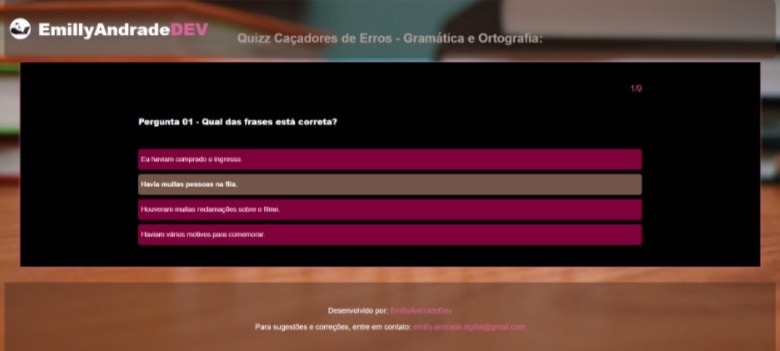 EmillyAndradeDEV
Quizz Caçadores de Erros - Gramática e Ortografia:
1/9
Pergunta 01 - Qual das frases está correta?
Eu haviam comprado o ingresso.
Havia muitas pessoas na fila.
Houveram muitas reclamações sobre o filme.
Haviam vários motivos para comemorar.
Desenvolvido por: EmillyAndradeDev
Para sugestões e correções, entre em contato: emilly.andrade.digital@gmail.com